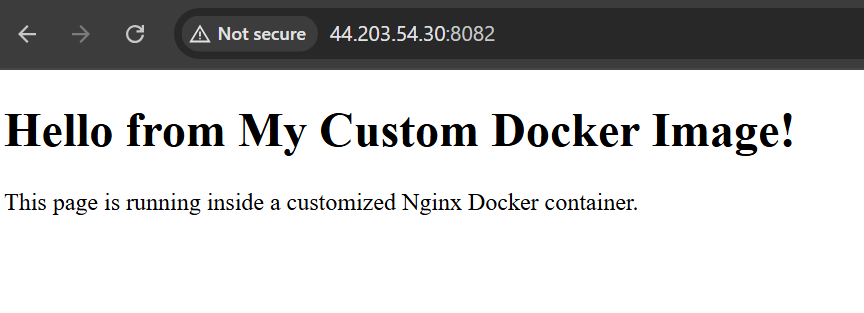 Not secure 44.203.54.30:8082
Hello from My Custom Docker Image!
This page is running inside a customized Nginx Docker container.